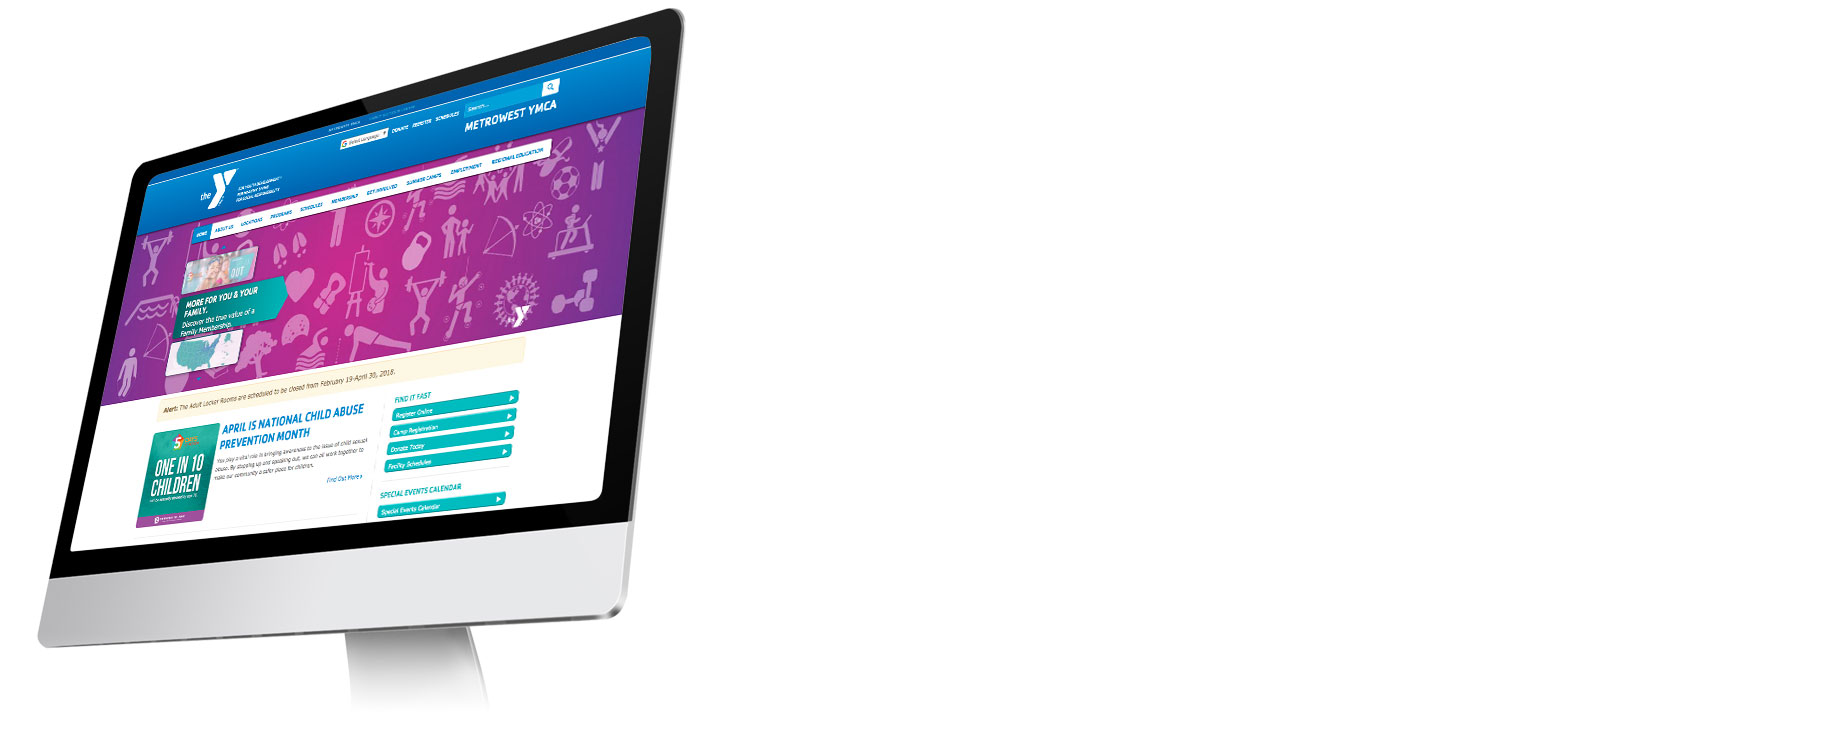 METROWEST YMCA
Search...
Select Language
DONATE
REGISTER
SCHEDULES
METROWEST YMCA
the
FOR YOUTH DEVELOPMENT
FOR HEALTHY LIVING
FOR SOCIAL RESPONSIBILITY
HOME
ABOUT US
LOCATIONS
PROGRAMS
SCHEDULES
MEMBERSHIP
GET INVOLVED
SUMMER CAMPS
EMPLOYMENT
REGIONAL EDUCATION
OUT
MORE FOR YOU & YOUR
FAMILY.
Discover the true value of a
Family Membership.
Alert: The Adult Locker Rooms are scheduled to be closed from February 19-April 30, 2018.
ONE IN 10
CHILDREN
APRIL IS NATIONAL CHILD ABUSE
PREVENTION MONTH
You play a vital role in bringing awareness to the issue of child sexual
abuse. By stepping up and speaking out, we can all work together to
make our community a safer place for children.
Find Out More
FIND IT FAST
Register Online
Camp Registration
Donate Today
Facility Schedules
SPECIAL EVENTS CALENDAR
Special Events Calendar